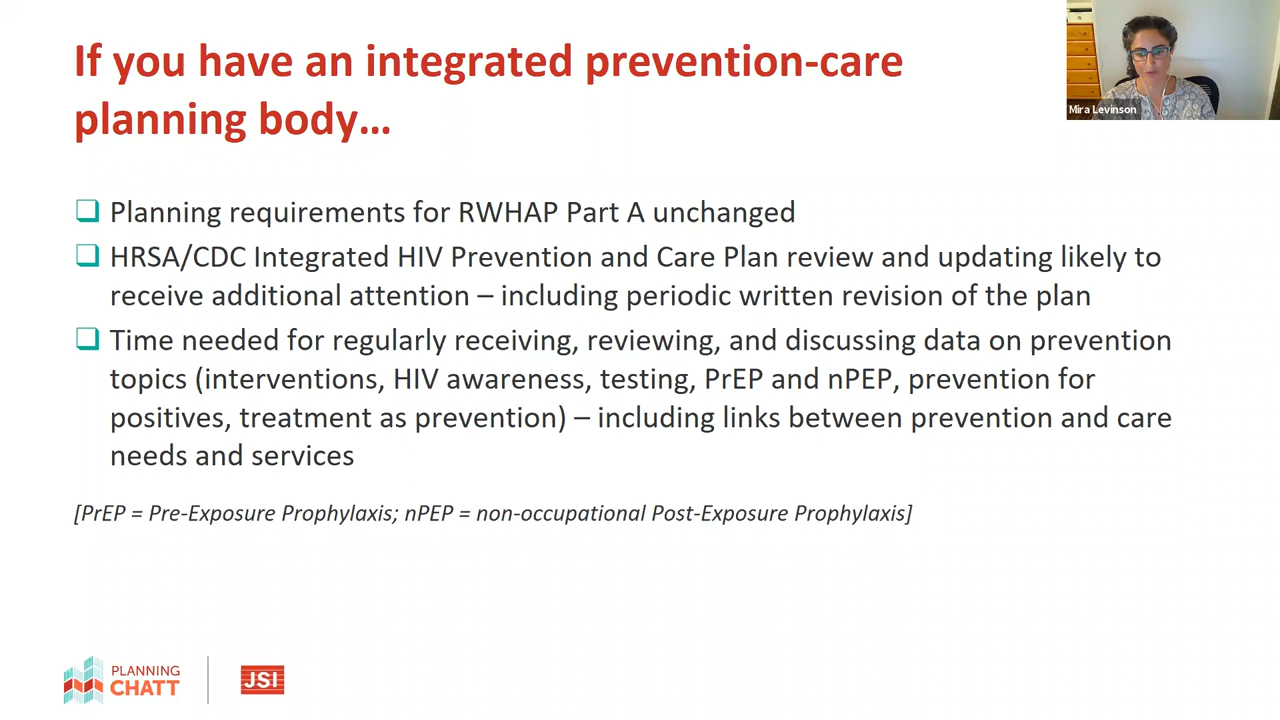 If you have an integrated prevention-care
planning body...
Mira Levinson
❑ Planning requirements for RWHAP Part A unchanged
❑ HRSA/CDC Integrated HIV Prevention and Care Plan review and updating likely to
receive additional attention – including periodic written revision of the plan
❑ Time needed for regularly receiving, reviewing, and discussing data on prevention
topics (interventions, HIV awareness, testing, PrEP and nPEP, prevention for
positives, treatment as prevention) – including links between prevention and care
needs and services
[PrEP = Pre-Exposure Prophylaxis; nPEP = non-occupational Post-Exposure Prophylaxis]
PLANNING
CHATT
JSI